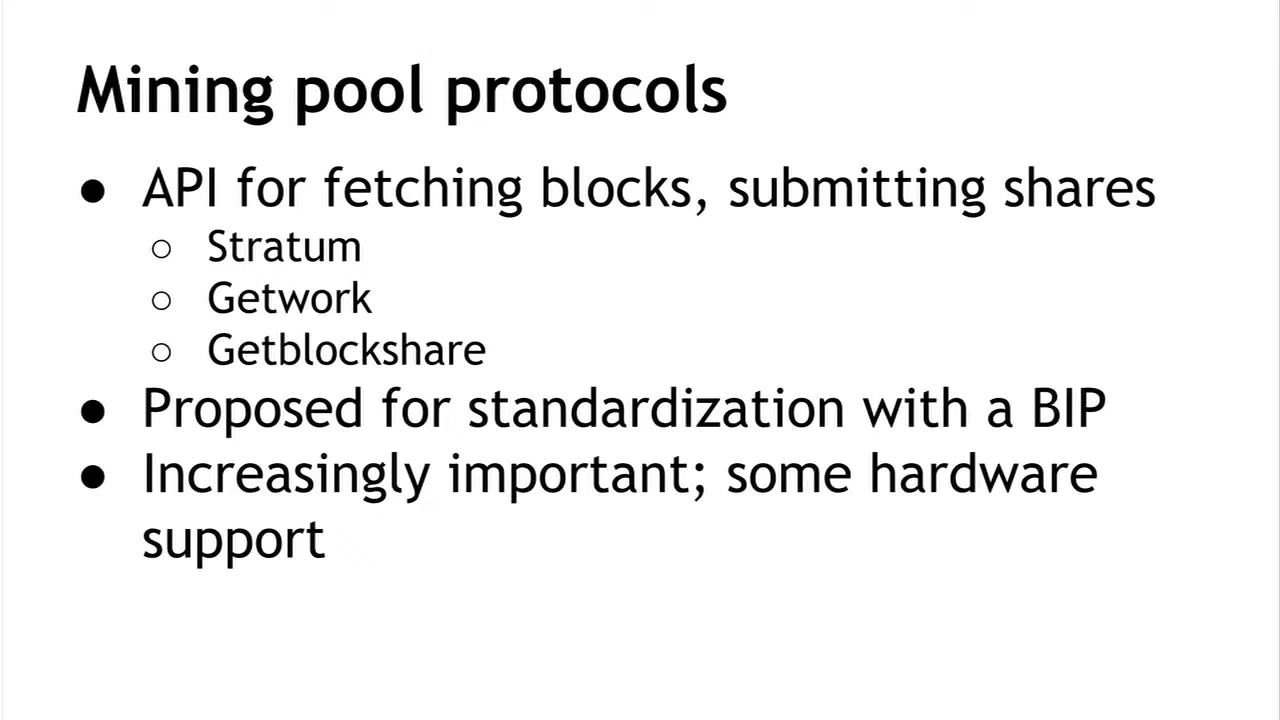 Mining pool protocols
● API for fetching blocks, submitting shares
○ Stratum
○ Getwork
○ Getblockshare
● Proposed for standardization with a BIP
● Increasingly important; some hardware
support